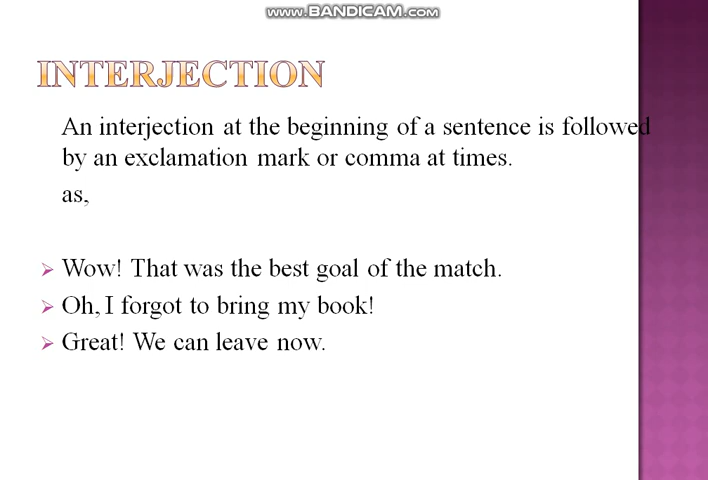 www.BANDICAM.com
INTERJECTION
An interjection at the beginning of a sentence is followed
by an exclamation mark or comma at times.
as,
Wow! That was the best goal of the match.
Oh, I forgot to bring my book!
Great! We can leave now.